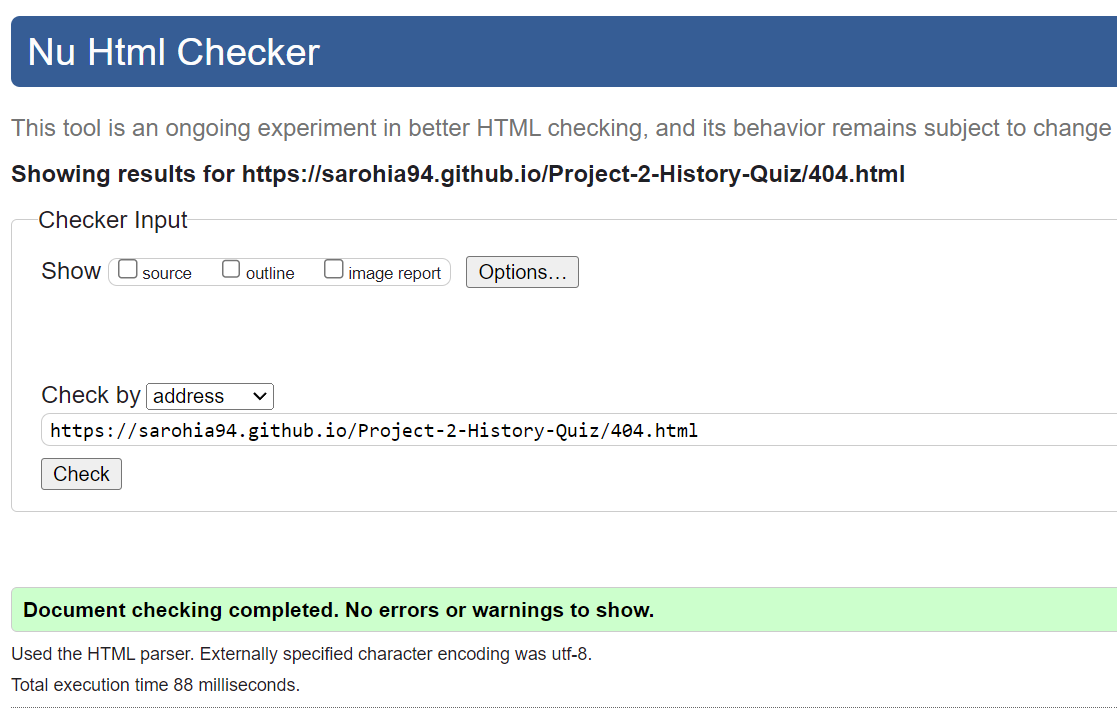 Nu Html Checker
This tool is an ongoing experiment in better HTML checking, and its behavior remains subject to change
Showing results for https://sarohia94.github.io/Project-2-History-Quiz/404.html
Checker Input
Show source outline image report Options…
Check by address
https://sarohia94.github.io/Project-2-History-Quiz/404.html
Check
Document checking completed. No errors or warnings to show.
Used the HTML parser. Externally specified character encoding was utf-8.
Total execution time 88 milliseconds.